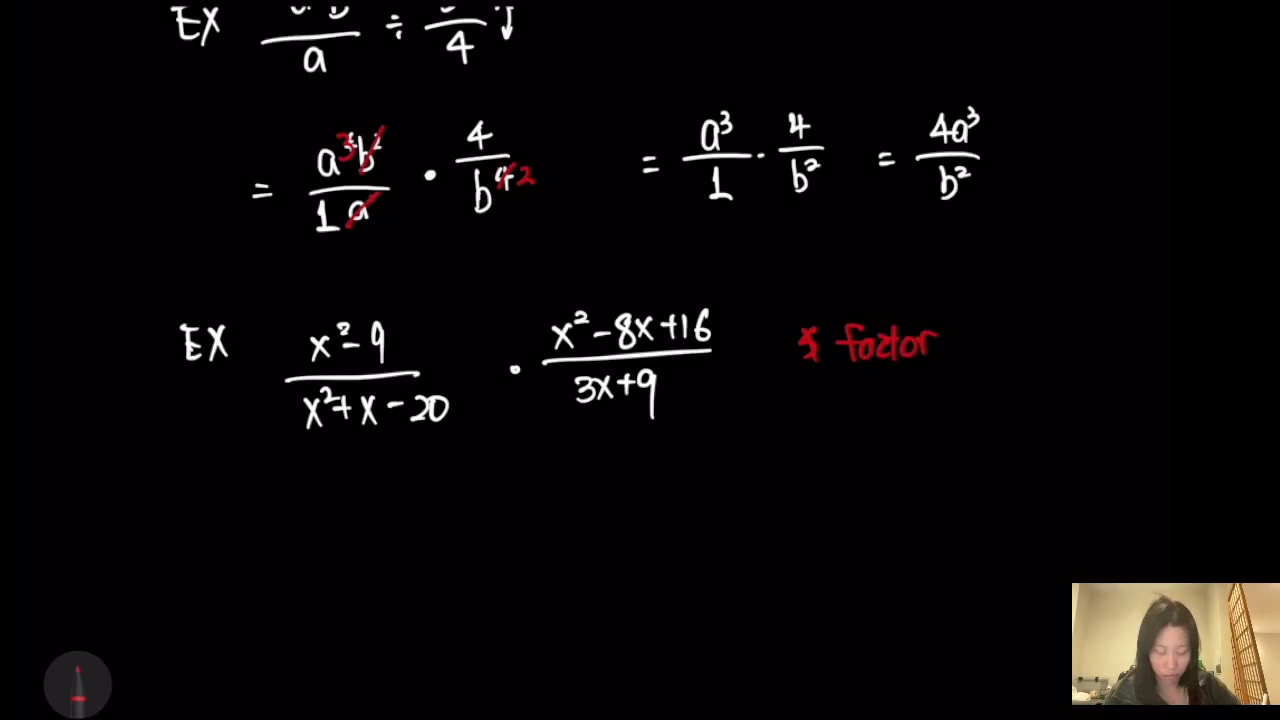 EX a ÷ 4
= a³b² / 1a · 4 / b⁴ 2 = a³/1 · 4/b² = 4a³/b²
EX x²-9 / x²+x-20 · x²-8x+16 / 3x+9 * factor